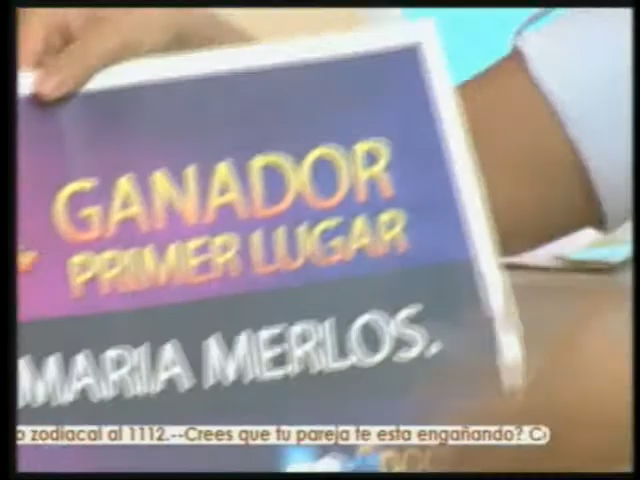 GANADOR
PRIMER LUGAR
MARIA MERLOS.
o zodiacal al 1112.--Crees que tu pareja te esta engañando?